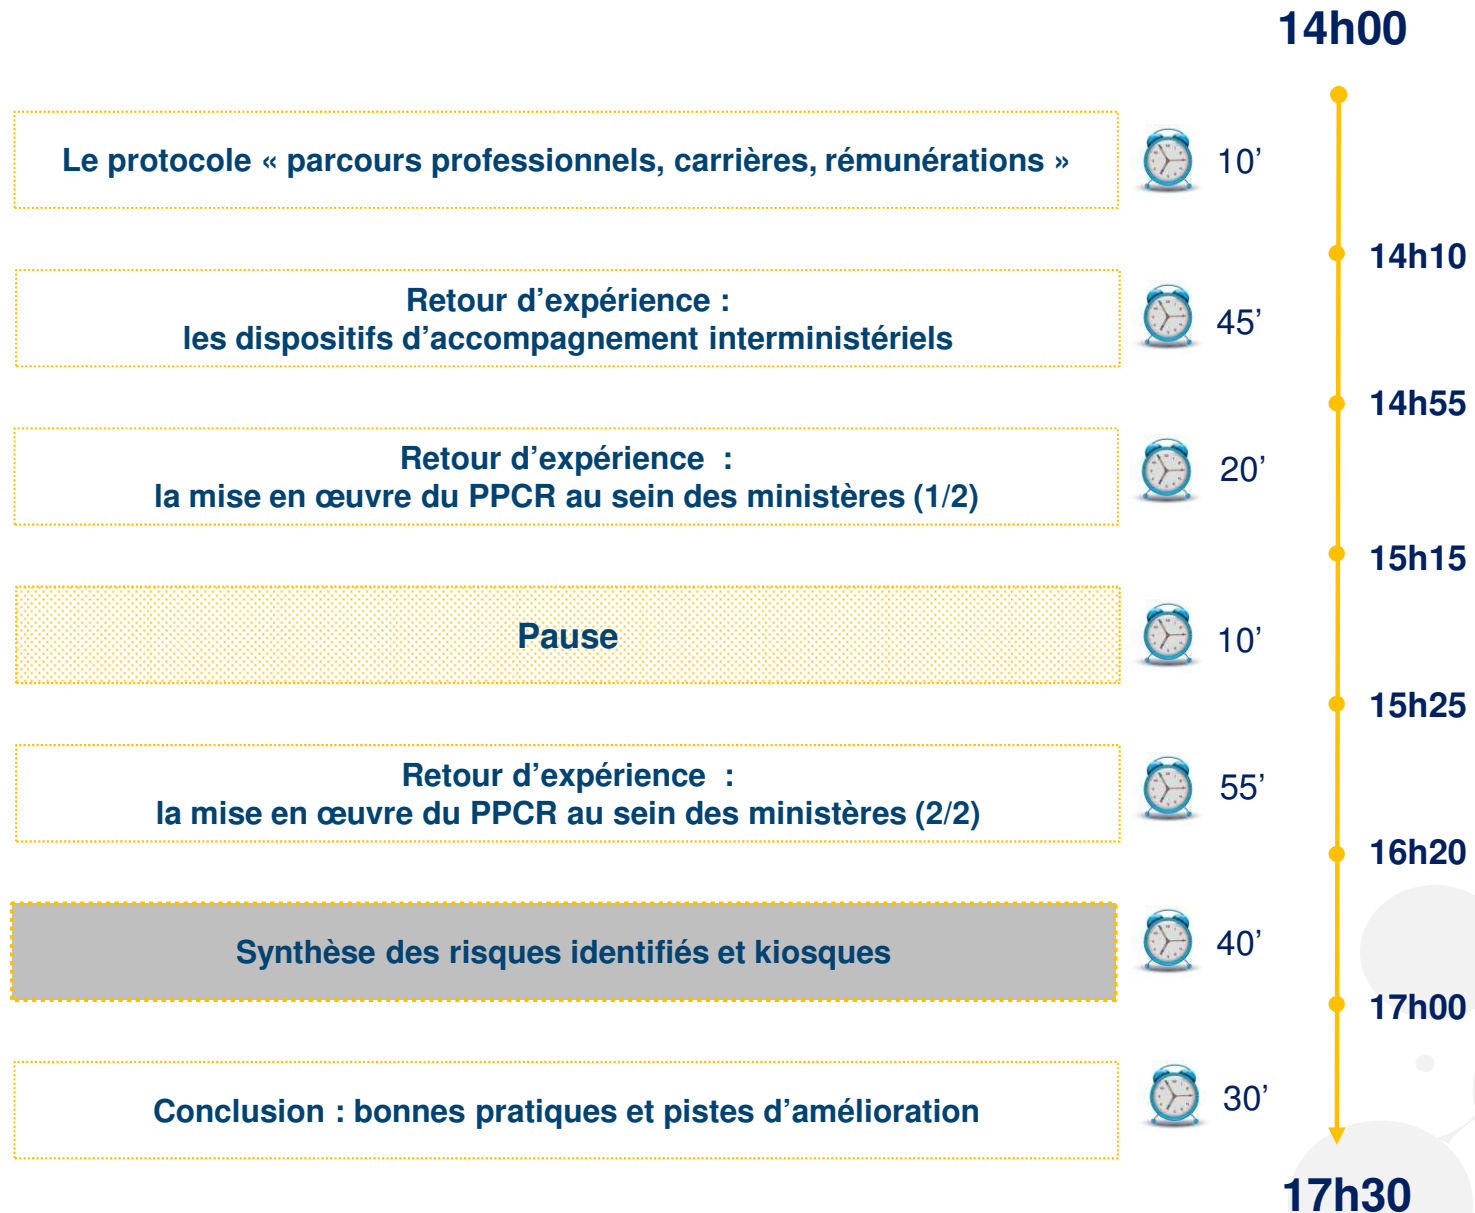 14h00
Le protocole « parcours professionnels, carrières, rémunérations »
10’
14h10
Retour d’expérience :
les dispositifs d’accompagnement interministériels
45’
14h55
Retour d’expérience  :
la mise en œuvre du PPCR au sein des ministères (1/2)
20’
15h15
Pause
10’
15h25
Retour d’expérience  :
la mise en œuvre du PPCR au sein des ministères (2/2)
55’
16h20
Synthèse des risques identifiés et kiosques
40’
17h00
Conclusion : bonnes pratiques et pistes d’amélioration
30’
17h30